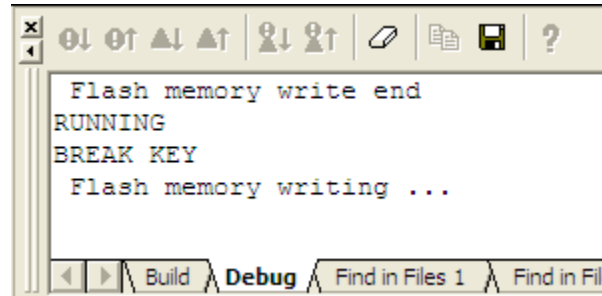 Flash memory write end
RUNNING
BREAK KEY
Flash memory writing ...
Build Debug Find in Files 1 Find in Fil